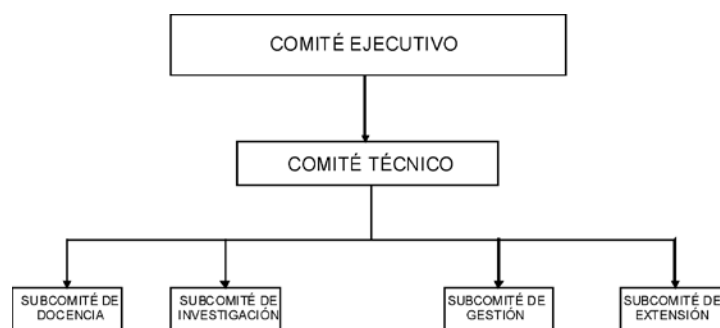 COMITÉ EJECUTIVO
COMITÉ TÉCNICO
SUBCOMITÉ DE
DOCENCIA
SUBCOMITÉ DE
INVESTIGACIÓN
SUBCOMITÉ DE
GESTIÓN
SUBCOMITÉ DE
EXTENSIÓN